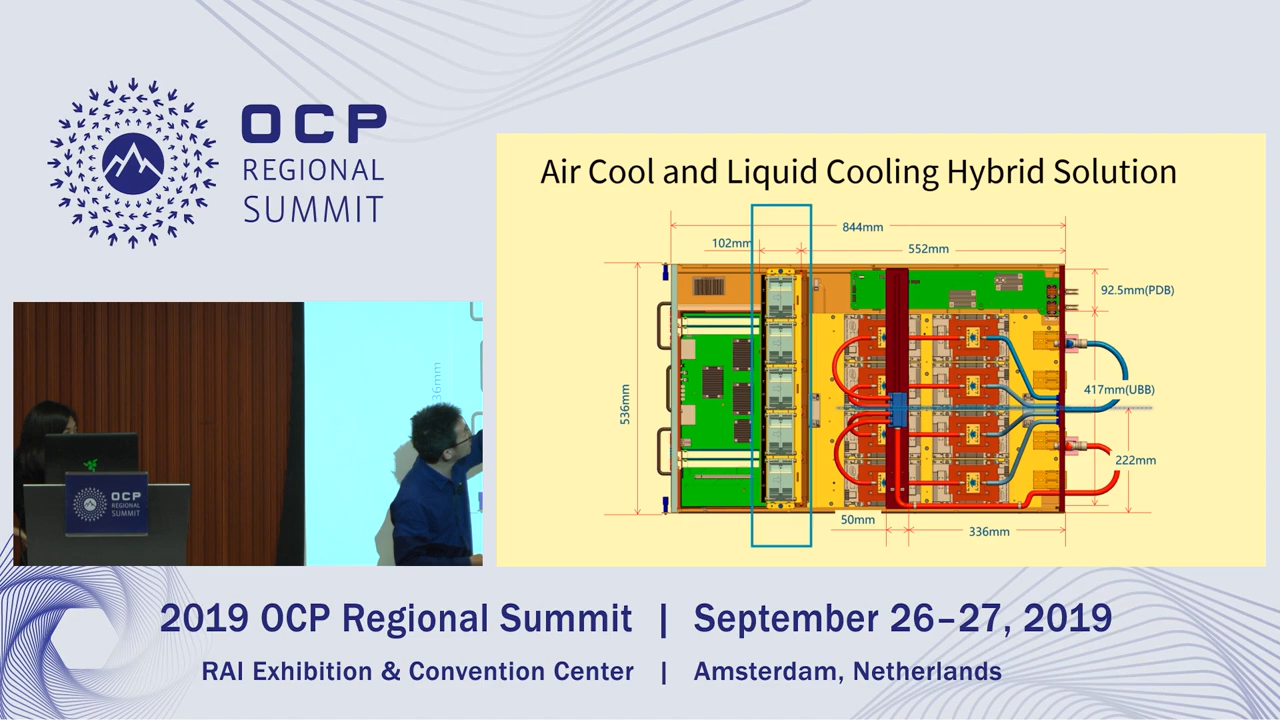 OCP
REGIONAL
SUMMIT
Air Cool and Liquid Cooling Hybrid Solution
844mm
102mm
552mm
92.5mm(PDB)
536mm
417mm(UBB)
222mm
50mm
336mm
36mm
OCP
REGIONAL
SUMMIT
2019 OCP Regional Summit | September 26–27, 2019
RAI Exhibition & Convention Center | Amsterdam, Netherlands